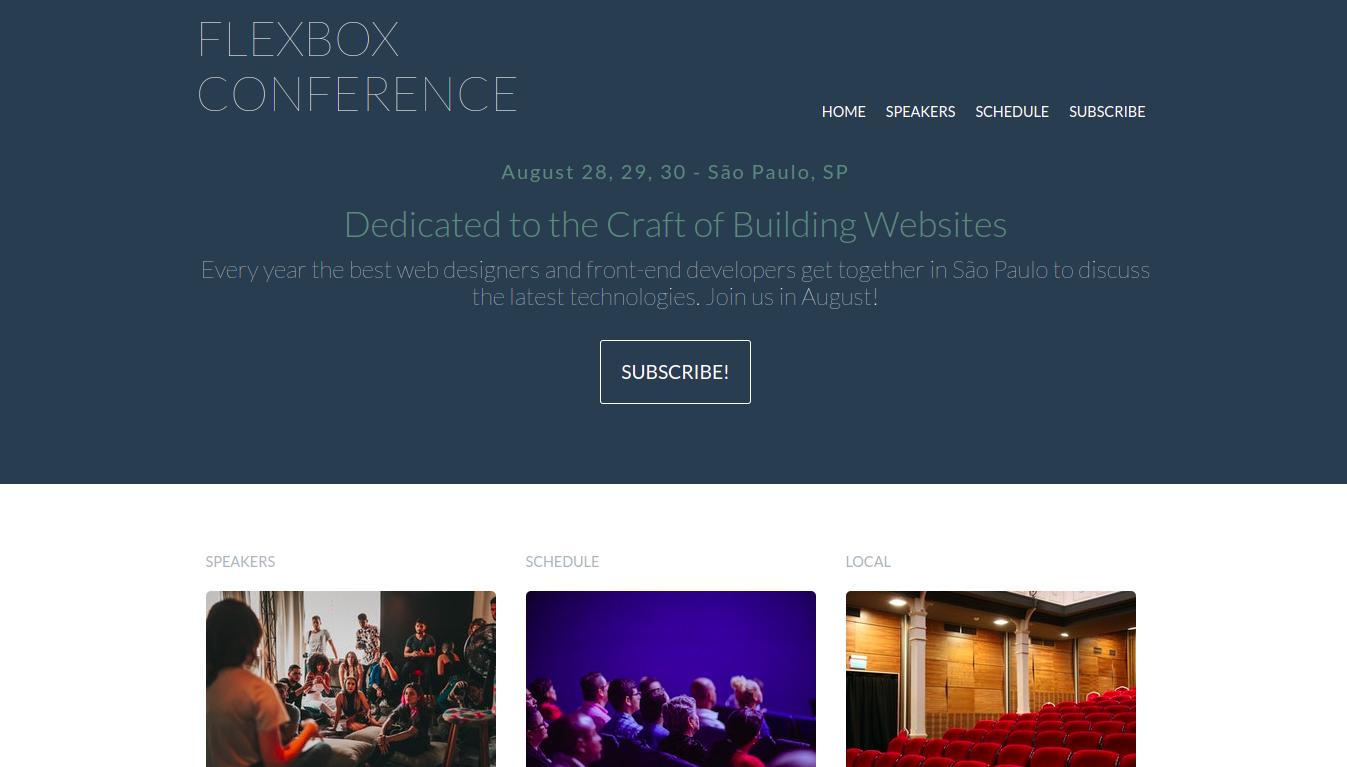 FLEXBOX
CONFERENCE
HOME SPEAKERS SCHEDULE SUBSCRIBE
August 28, 29, 30 - São Paulo, SP
Dedicated to the Craft of Building Websites
Every year the best web designers and front-end developers get together in São Paulo to discuss
the latest technologies. Join us in August!
SUBSCRIBE!
SPEAKERS SCHEDULE LOCAL